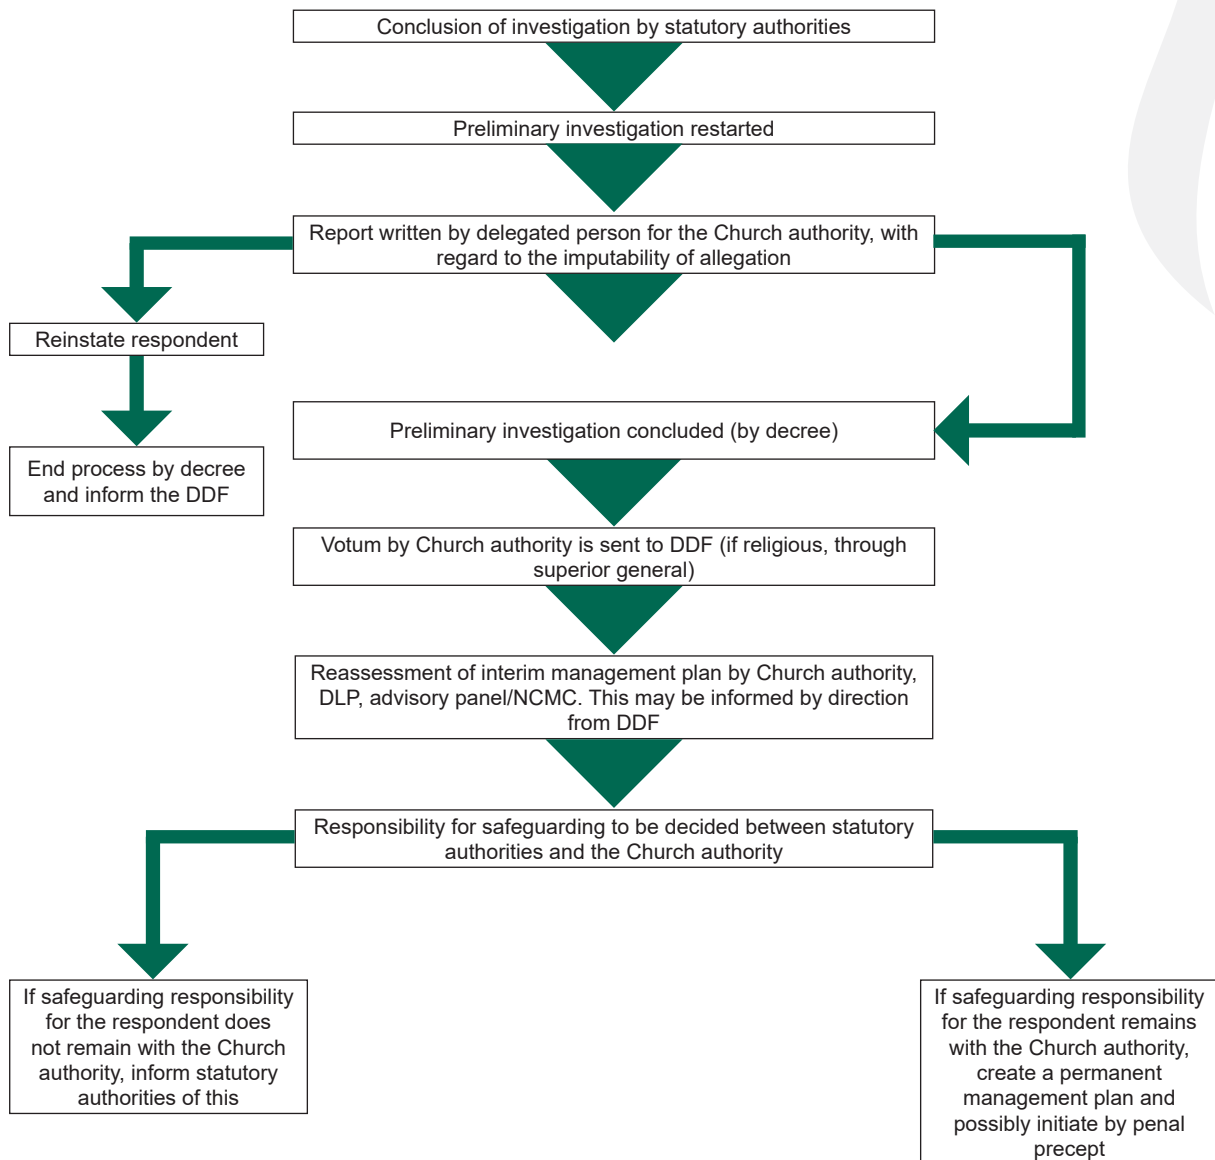 Conclusion of investigation by statutory authorities
Preliminary investigation restarted
Report written by delegated person for the Church authority, with
regard to the imputability of allegation
Reinstate respondent
End process by decree
and inform the DDF
Preliminary investigation concluded (by decree)
Votum by Church authority is sent to DDF (if religious, through
superior general)
Reassessment of interim management plan by Church authority,
DLP, advisory panel/NCMC. This may be informed by direction
from DDF
Responsibility for safeguarding to be decided between statutory
authorities and the Church authority
If safeguarding responsibility
for the respondent does
not remain with the Church
authority, inform statutory
authorities of this
If safeguarding responsibility
for the respondent remains
with the Church authority,
create a permanent
management plan and
possibly initiate by penal
precept